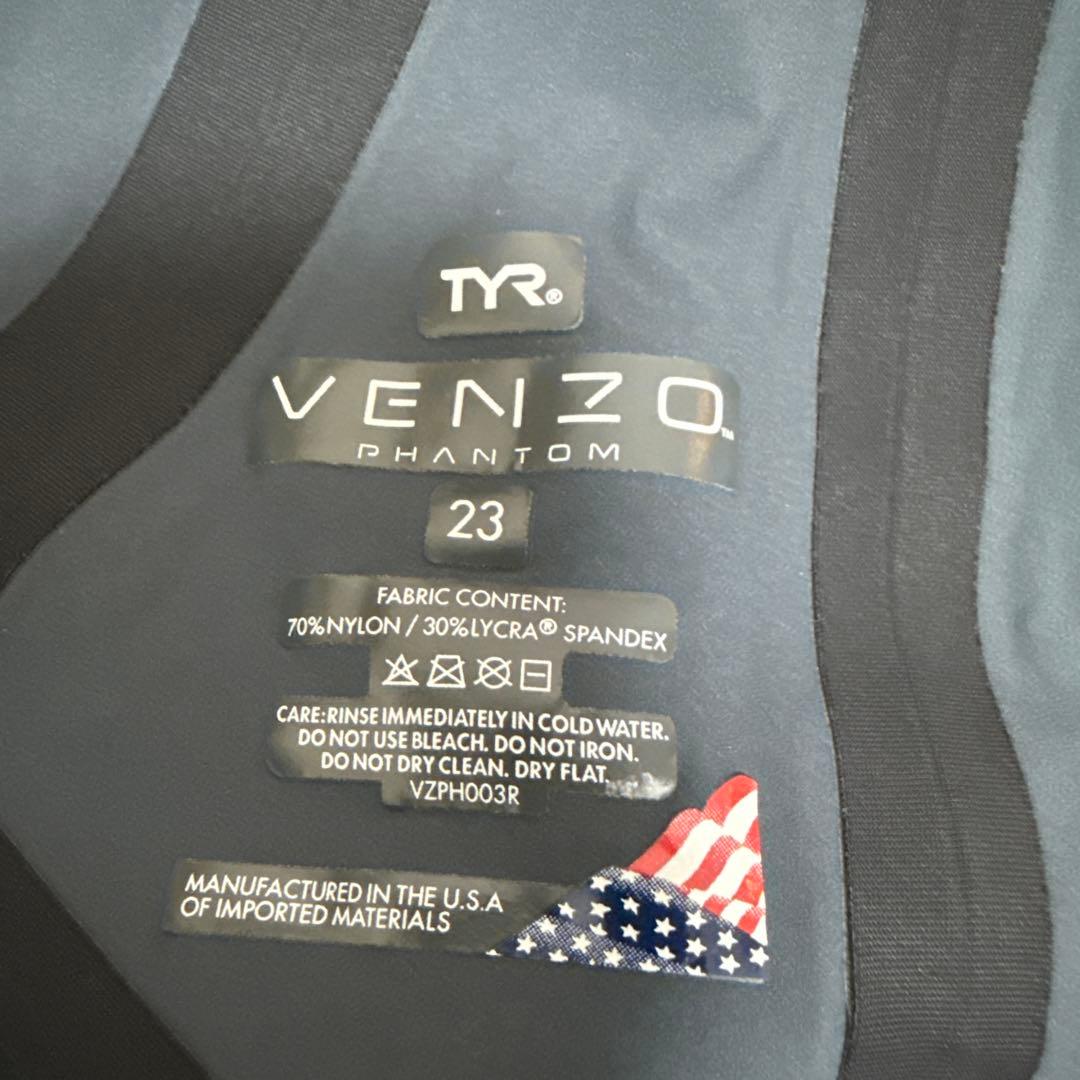 TYR®
VENZO™
PHANTOM
23
FABRIC CONTENT:
70%NYLON / 30%LYCRA® SPANDEX
CARE:RINSE IMMEDIATELY IN COLD WATER.
DO NOT USE BLEACH. DO NOT IRON.
DO NOT DRY CLEAN. DRY FLAT.
VZPH003R
MANUFACTURED IN THE U.S.A
OF IMPORTED MATERIALS